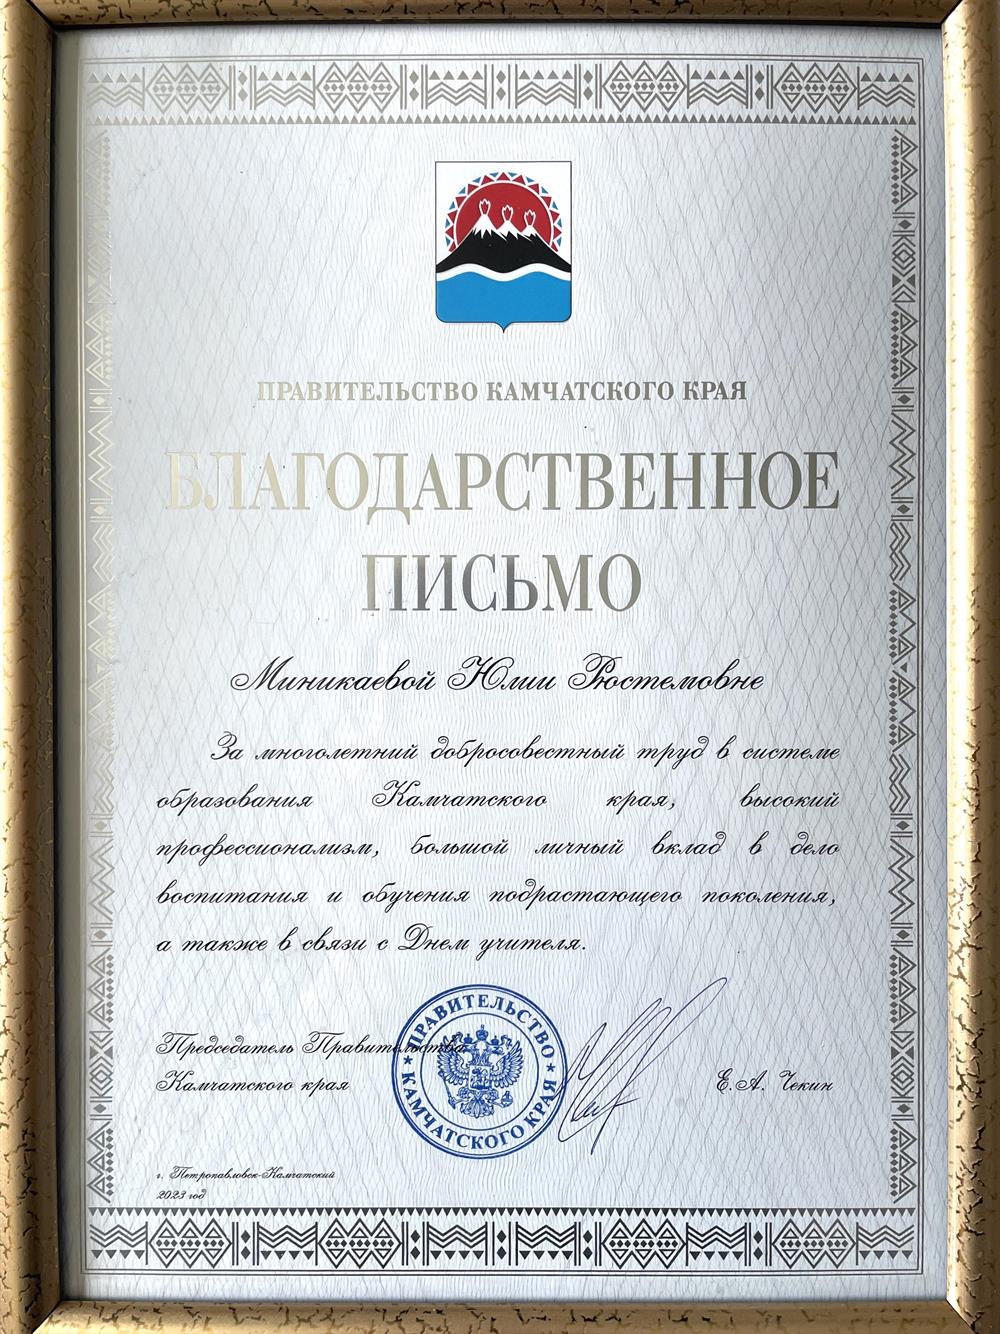 ПРАВИТЕЛЬСТВО КАМЧАТСКОГО КРАЯ
БЛАГОДАРСТВЕННОЕ
ПИСЬМО
Миникаевой Юлии Рюстемовне
За многолетний добросовестный труд в системе
образования Камчатского края, высокий
профессионализм, большой личный вклад в дело
воспитания и обучения подрастающего поколения,
а также в связи с Днем учителя.
Председатель Правительства
Камчатского края
ПРАВИТЕЛЬСТВО
КАМЧАТСКОГО КРАЯ
Е.А. Чекин
г. Петропавловск-Камчатский
2023 год